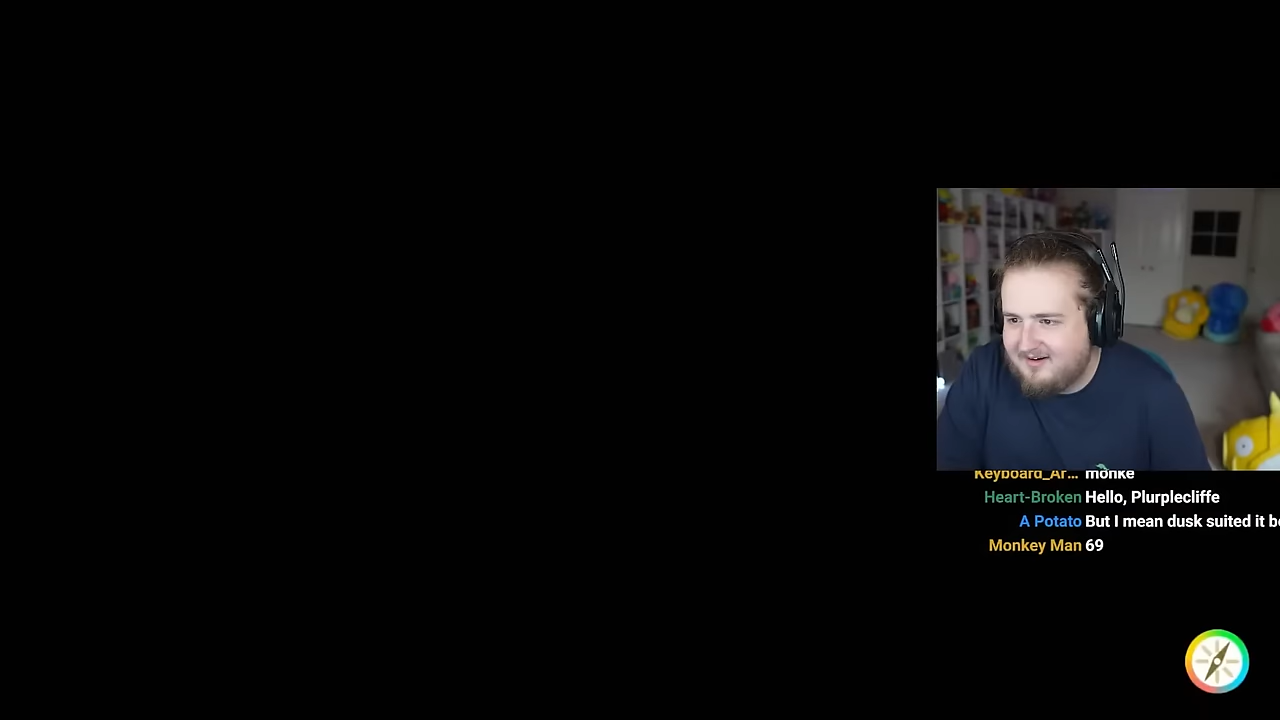 Keyboard_Ar... monke
Heart-Broken Hello, Plurplecliffe
A Potato But I mean dusk suited it
Monkey Man 69